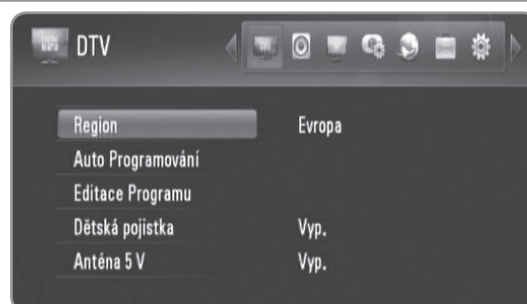 DTV
Region Evropa
Auto Programování
Editace Programu
Dětská pojistka Vyp.
Anténa 5 V Vyp.